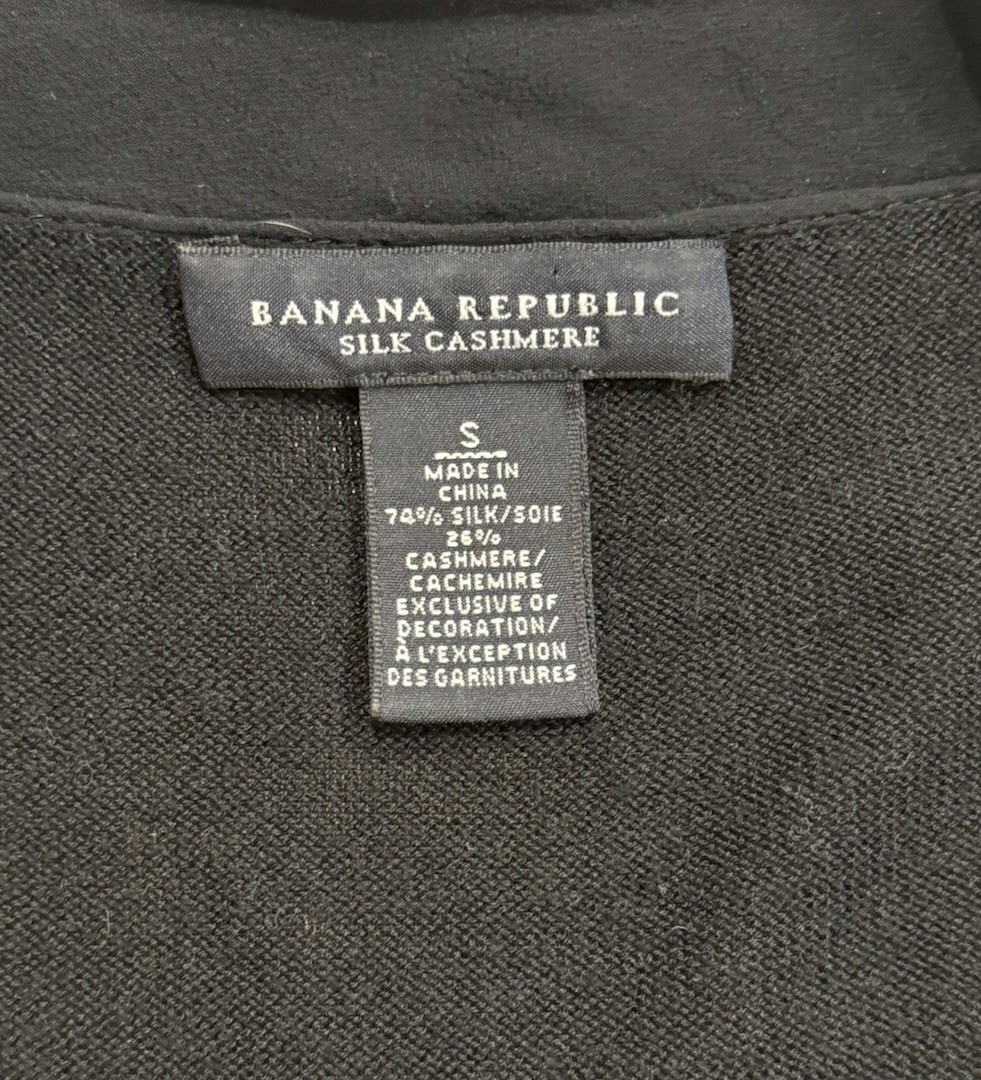 BANANA REPUBLIC
SILK CASHMERE
S
MADE IN
CHINA
74% SILK/SOIE
26%
CASHMERE/
CACHEMIRE
EXCLUSIVE OF
DECORATION/
À L'EXCEPTION
DES GARNITURES